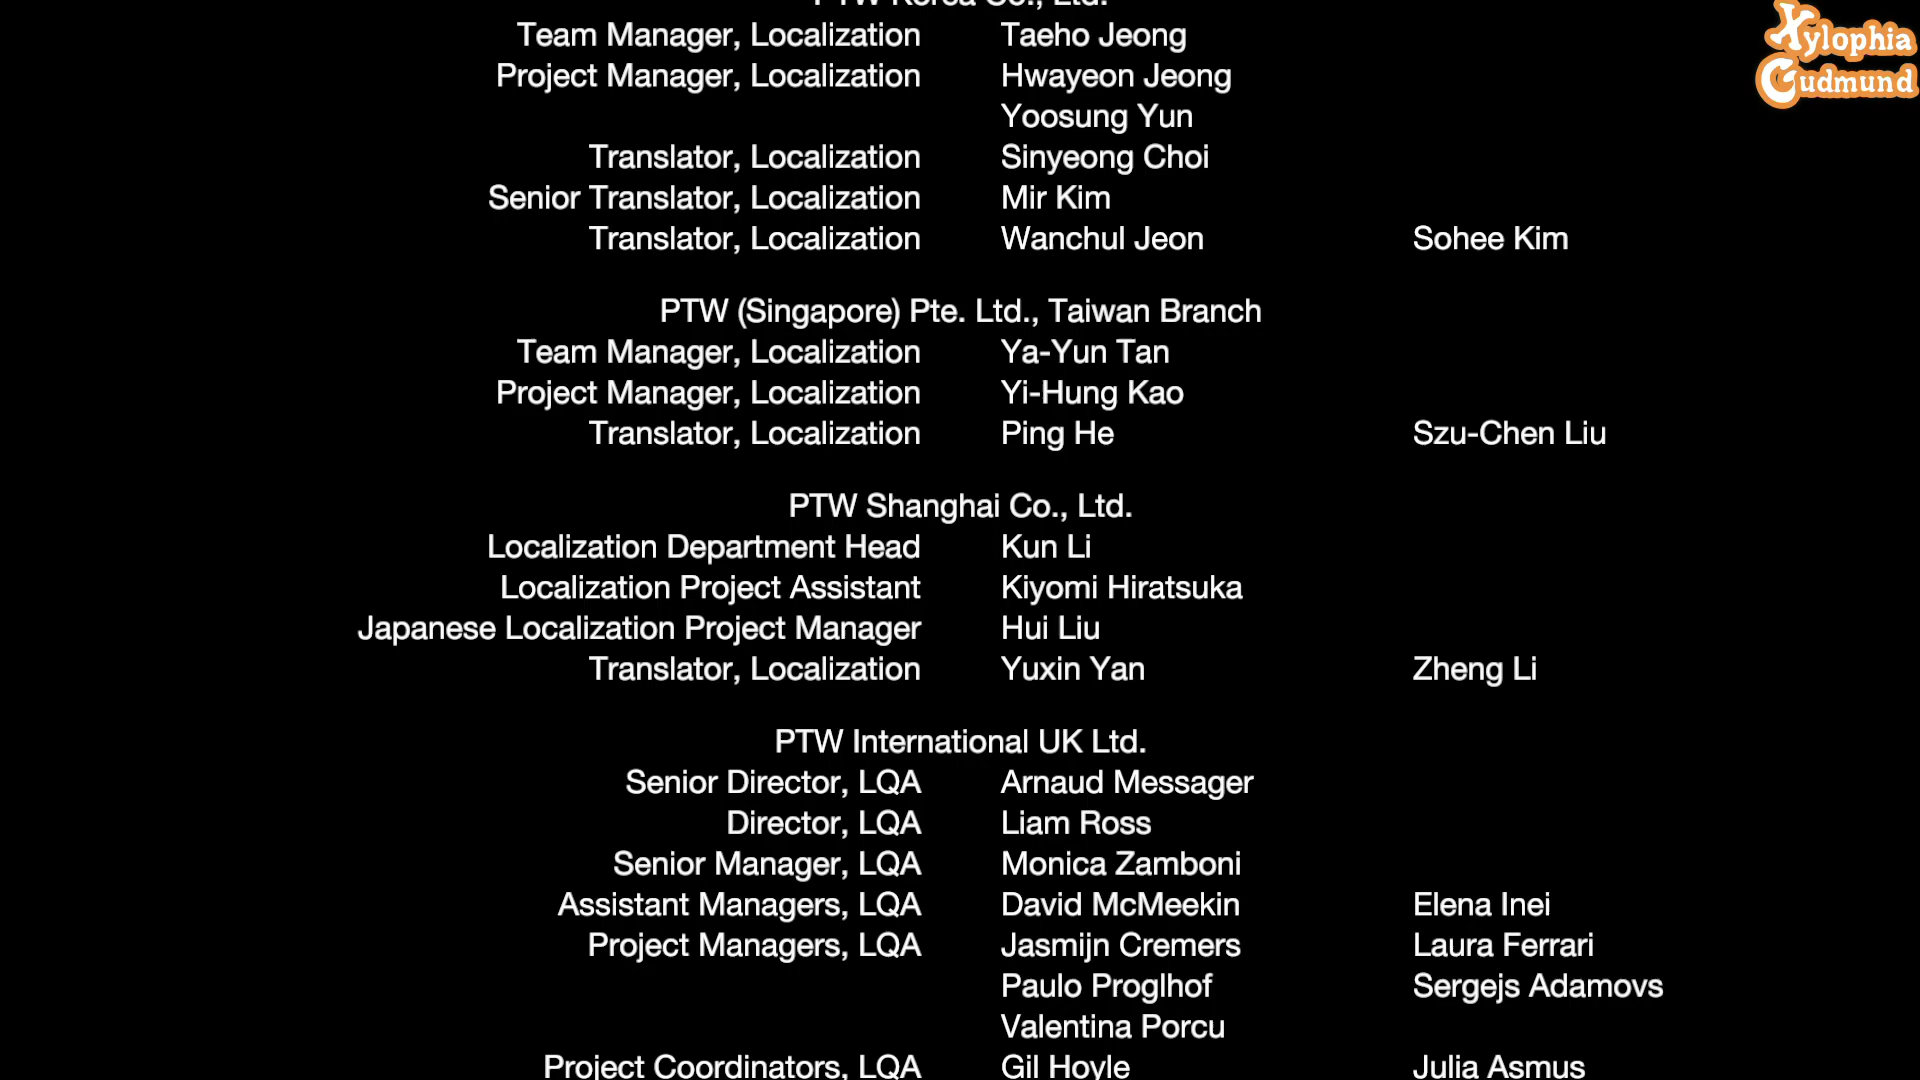 PTW Korea Co., Ltd.
Team Manager, Localization Taeho Jeong
Project Manager, Localization Hwayeon Jeong
Yoosung Yun
Translator, Localization Sinyeong Choi
Senior Translator, Localization Mir Kim
Translator, Localization Wanchul Jeon Sohee Kim
PTW (Singapore) Pte. Ltd., Taiwan Branch
Team Manager, Localization Ya-Yun Tan
Project Manager, Localization Yi-Hung Kao
Translator, Localization Ping He Szu-Chen Liu
PTW Shanghai Co., Ltd.
Localization Department Head Kun Li
Localization Project Assistant Kiyomi Hiratsuka
Japanese Localization Project Manager Hui Liu
Translator, Localization Yuxin Yan Zheng Li
PTW International UK Ltd.
Senior Director, LQA Arnaud Messager
Director, LQA Liam Ross
Senior Manager, LQA Monica Zamboni
Assistant Managers, LQA David McMeekin Elena Inei
Project Managers, LQA Jasmijn Cremers Laura Ferrari
Paulo Proglhof Sergejs Adamovs
Valentina Porcu
Project Coordinators, LQA Gil Hoyle Julia Asmus
Xylophia
Gudmund